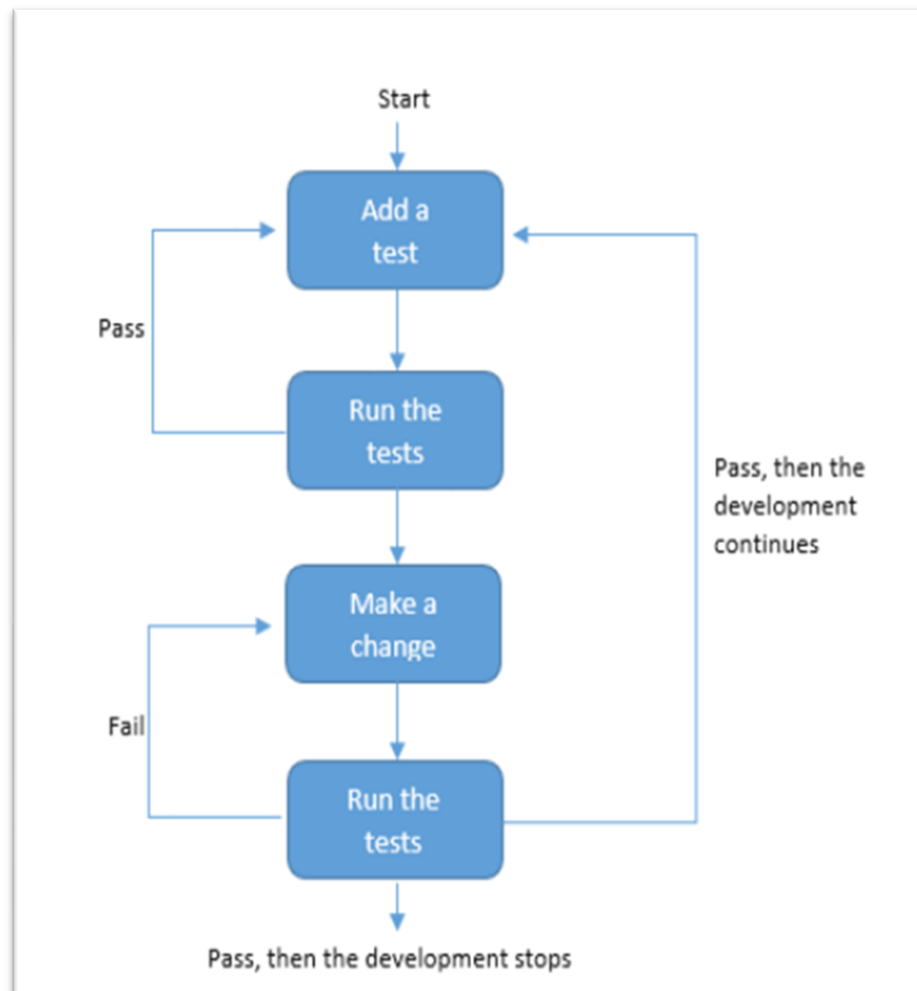 Start
Add a
test
Pass
Run the
tests
Pass, then the
development
continues
Make a
change
Fail
Run the
tests
Pass, then the development stops